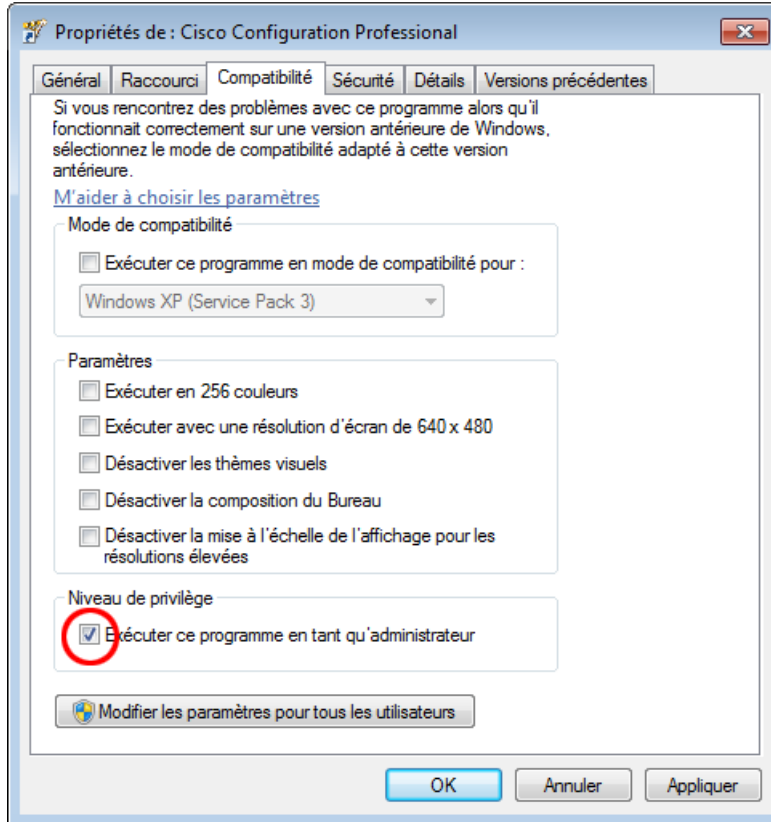 Propriétés de : Cisco Configuration Professional
Général Raccourci Compatibilité Sécurité Détails Versions précédentes
Si vous rencontrez des problèmes avec ce programme alors qu'il
fonctionnait correctement sur une version antérieure de Windows,
sélectionnez le mode de compatibilité adapté à cette version
antérieure.
M'aider à choisir les paramètres
Mode de compatibilité
Exécuter ce programme en mode de compatibilité pour :
Windows XP (Service Pack 3)
Paramètres
Exécuter en 256 couleurs
Exécuter avec une résolution d'écran de 640 x 480
Désactiver les thèmes visuels
Désactiver la composition du Bureau
Désactiver la mise à l'échelle de l'affichage pour les
résolutions élevées
Niveau de privilège
Exécuter ce programme en tant qu'administrateur
Modifier les paramètres pour tous les utilisateurs
OK Annuler Appliquer